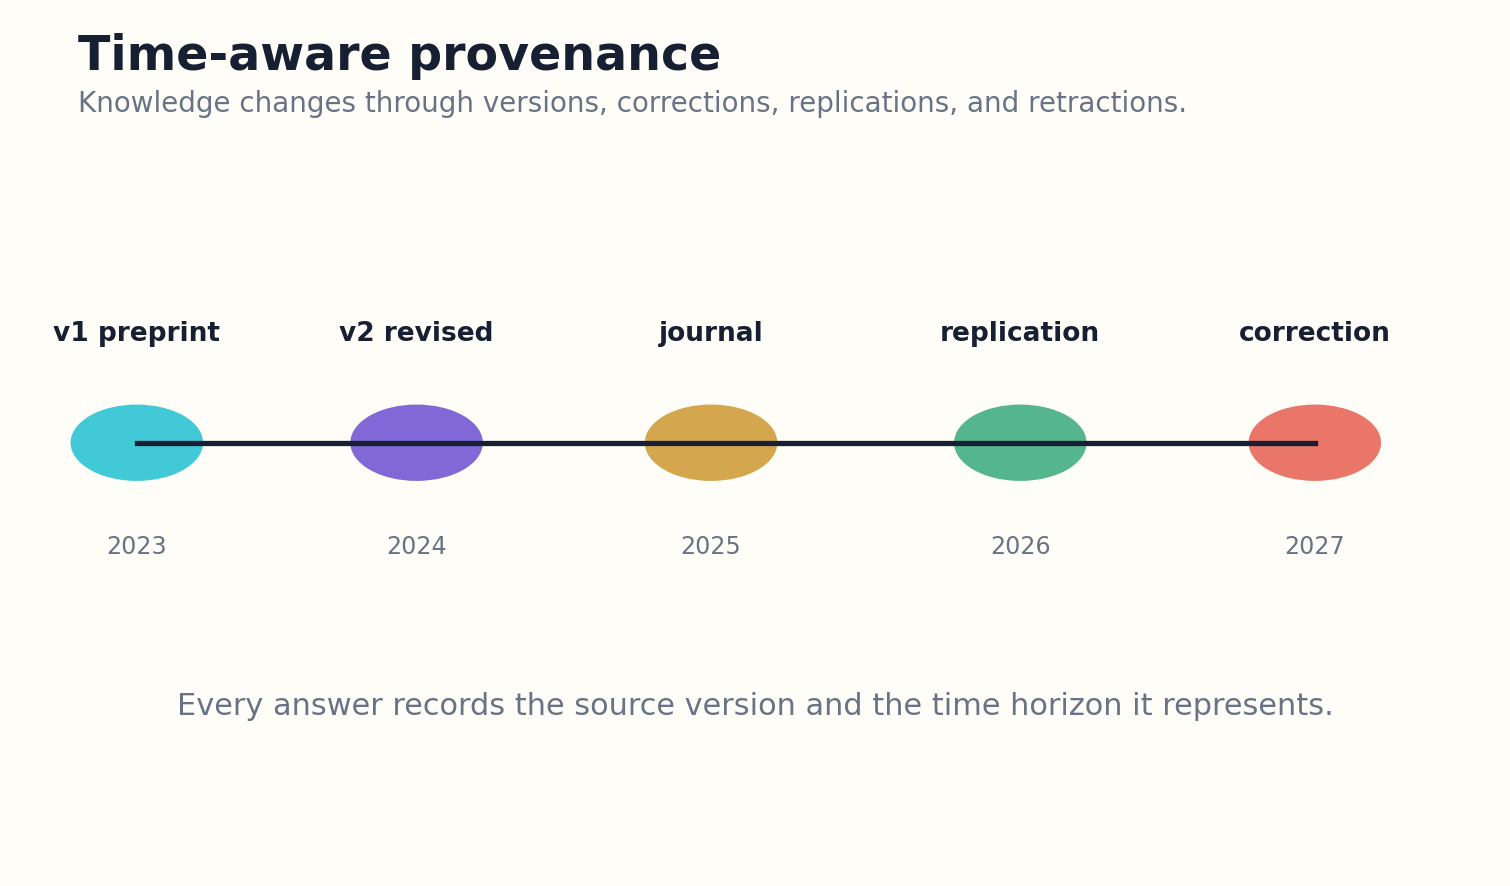 Time-aware provenance
Knowledge changes through versions, corrections, replications, and retractions.
v1 preprint
v2 revised
journal
replication
correction
2023
2024
2025
2026
2027
Every answer records the source version and the time horizon it represents.